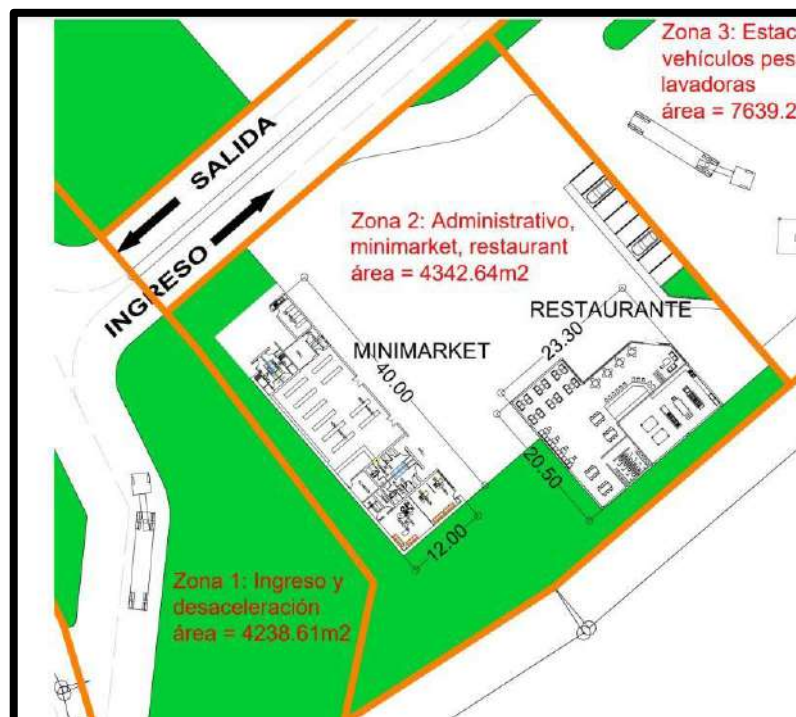 Zona 3: Estac
vehículos pes
lavadoras
área = 7639.2
SALIDA
INGRESO
Zona 2: Administrativo,
minimarket, restaurant
área = 4342.64m2
RESTAURANTE
MINIMARKET
23.30
40.00
20.50
12.00
Zona 1: Ingreso y
desaceleración
área = 4238.61m2